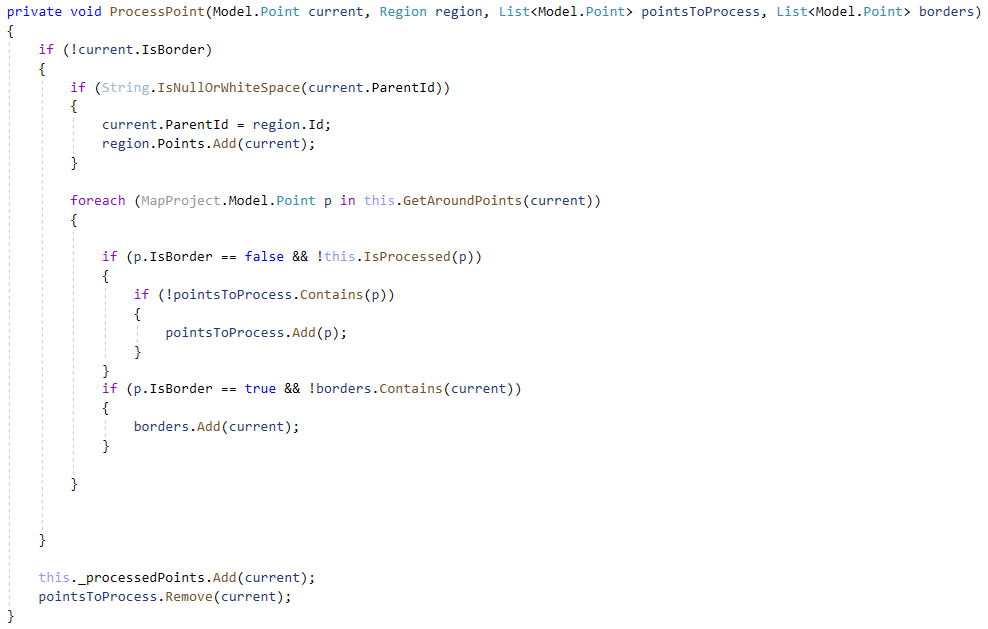 private void ProcessPoint(Model.Point current, Region region, List<Model.Point> pointsToProcess, List<Model.Point> borders)
{
    if (!current.IsBorder)
    {
        if (String.IsNullOrWhiteSpace(current.ParentId))
        {
            current.ParentId = region.Id;
            region.Points.Add(current);
        }

        foreach (MapProject.Model.Point p in this.GetAroundPoints(current))
        {

            if (p.IsBorder == false && !this.IsProcessed(p))
            {
                if (!pointsToProcess.Contains(p))
                {
                    pointsToProcess.Add(p);
                }
            }
            if (p.IsBorder == true && !borders.Contains(current))
            {
                borders.Add(current);
            }

        }


    }

    this._processedPoints.Add(current);
    pointsToProcess.Remove(current);
}